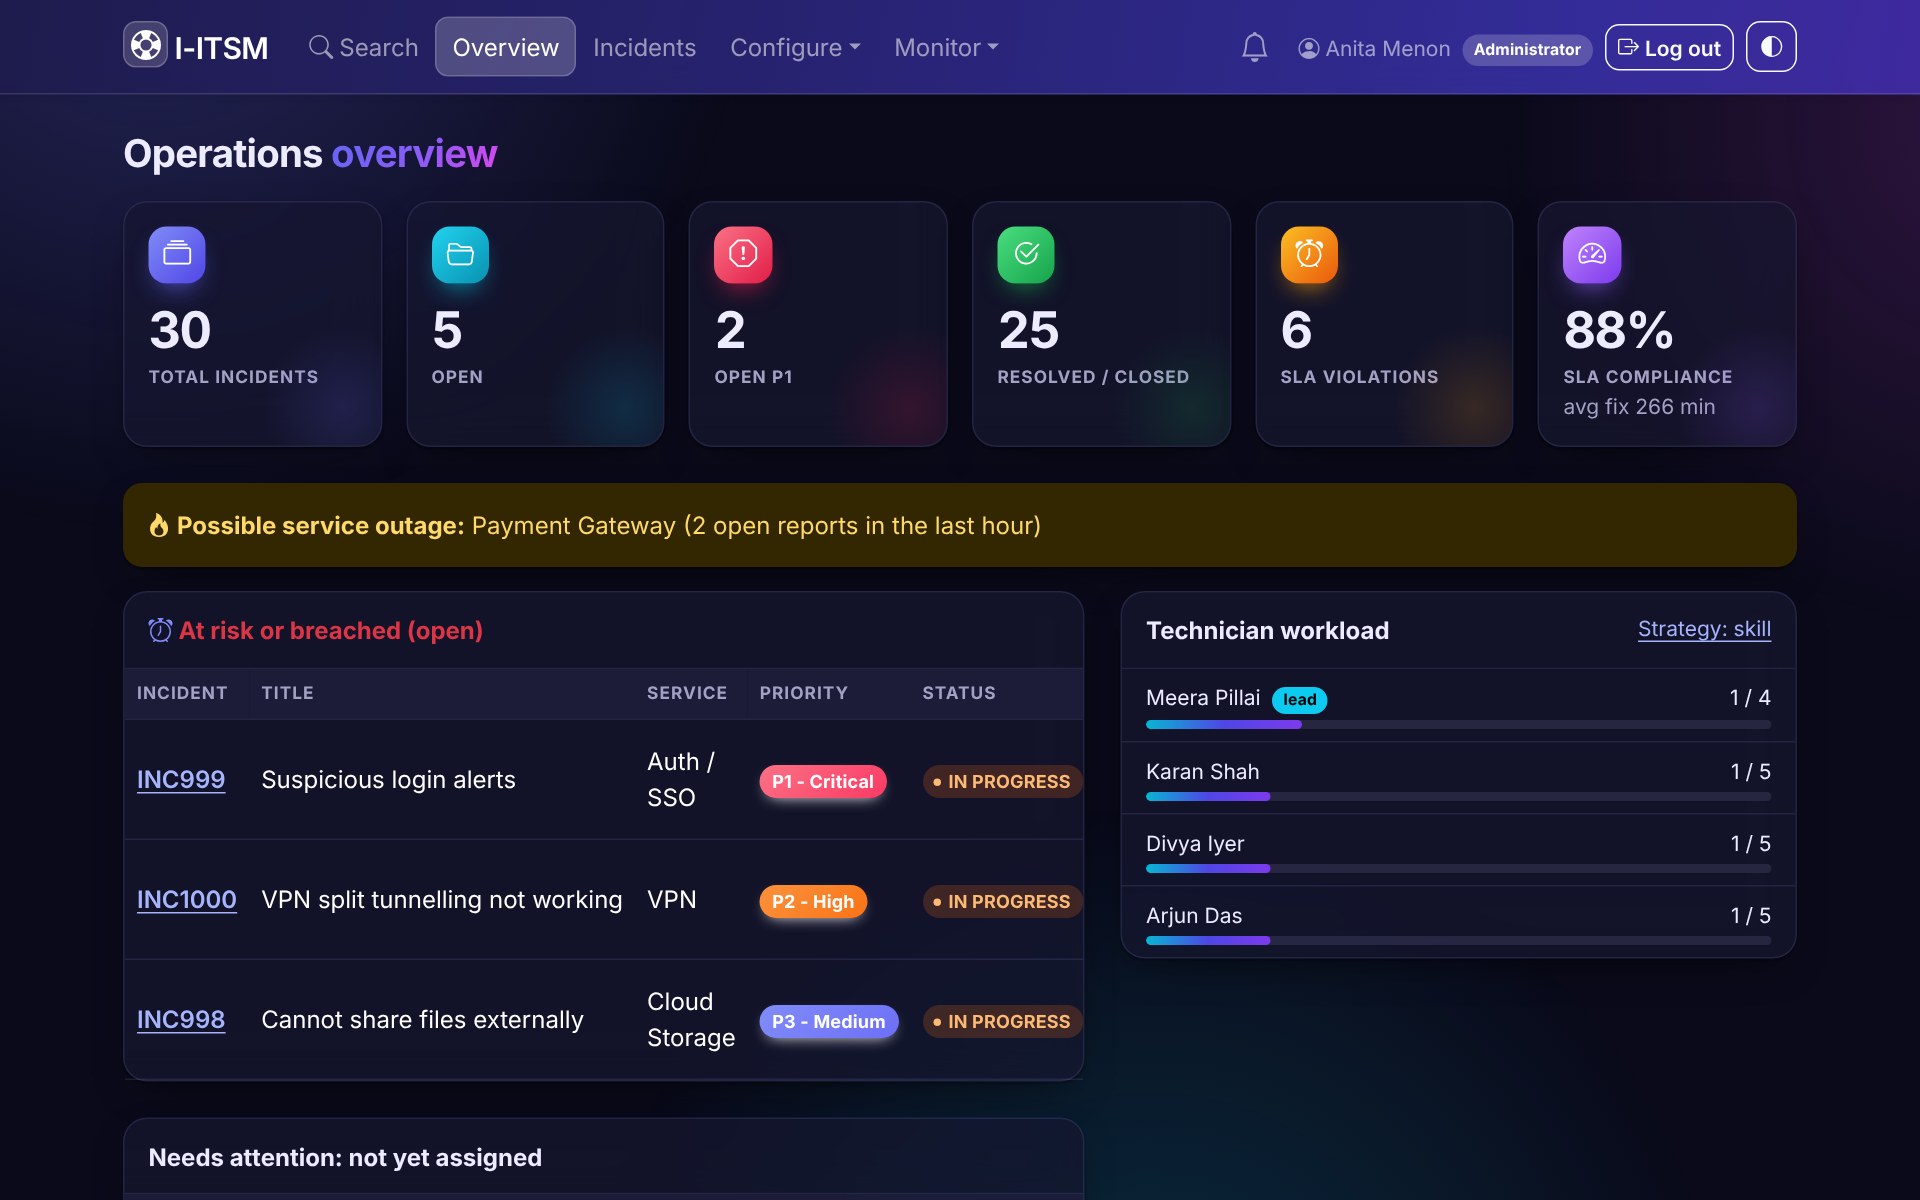 I-ITSM
Search
Overview
Incidents
Configure
Monitor
Anita Menon
Administrator
Log out
Operations overview
30
TOTAL INCIDENTS
5
OPEN
2
OPEN P1
25
RESOLVED / CLOSED
6
SLA VIOLATIONS
88%
SLA COMPLIANCE
avg fix 266 min
Possible service outage: Payment Gateway (2 open reports in the last hour)
At risk or breached (open)
INCIDENT TITLE SERVICE PRIORITY STATUS
INC999 Suspicious login alerts Auth / SSO P1 - Critical IN PROGRESS
INC1000 VPN split tunnelling not working VPN P2 - High IN PROGRESS
INC998 Cannot share files externally Cloud Storage P3 - Medium IN PROGRESS
Technician workload
Strategy: skill
Meera Pillai lead 1 / 4
Karan Shah 1 / 5
Divya Iyer 1 / 5
Arjun Das 1 / 5
Needs attention: not yet assigned